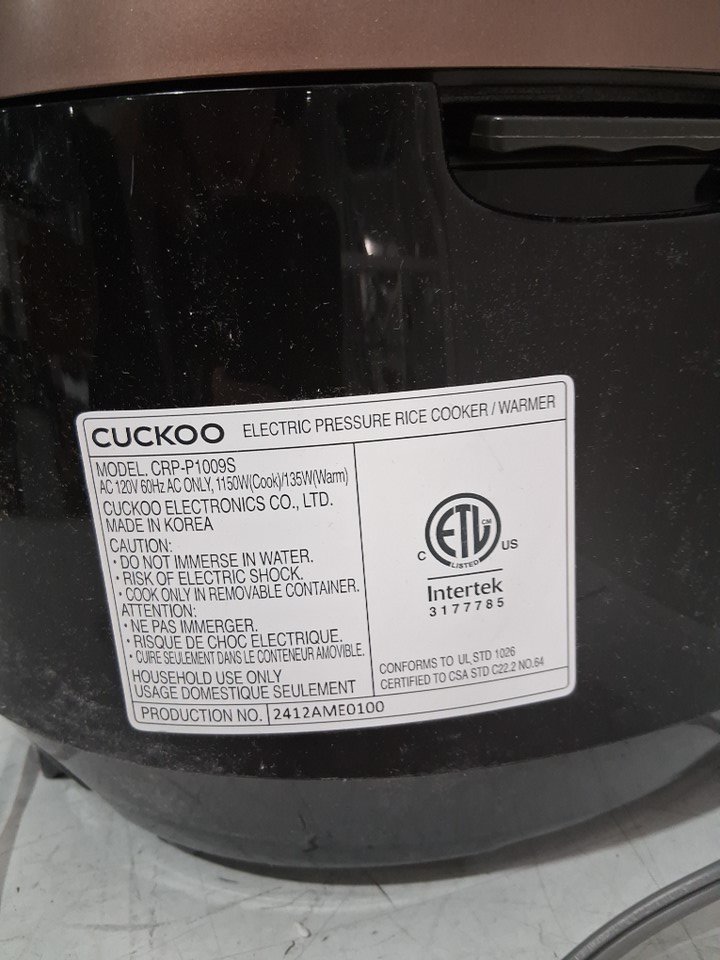 CUCKOO ELECTRIC PRESSURE RICE COOKER / WARMER
MODEL. CRP-P1009S
AC 120V 60Hz AC ONLY, 1150W(Cook)/135W(Warm)
CUCKOO ELECTRONICS CO., LTD.
MADE IN KOREA
CAUTION:
• DO NOT IMMERSE IN WATER.
• RISK OF ELECTRIC SHOCK.
• COOK ONLY IN REMOVABLE CONTAINER.
ATTENTION:
• NE PAS IMMERGER.
• RISQUE DE CHOC ELECTRIQUE.
• CUIRE SEULEMENT DANS LE CONTENEUR AMOVIBLE.
HOUSEHOLD USE ONLY
USAGE DOMESTIQUE SEULEMENT
ETL CM
LISTED
C US
Intertek
3177785
CONFORMS TO UL STD 1026
CERTIFIED TO CSA STD C22.2 NO.64
PRODUCTION NO. 2412AME0100